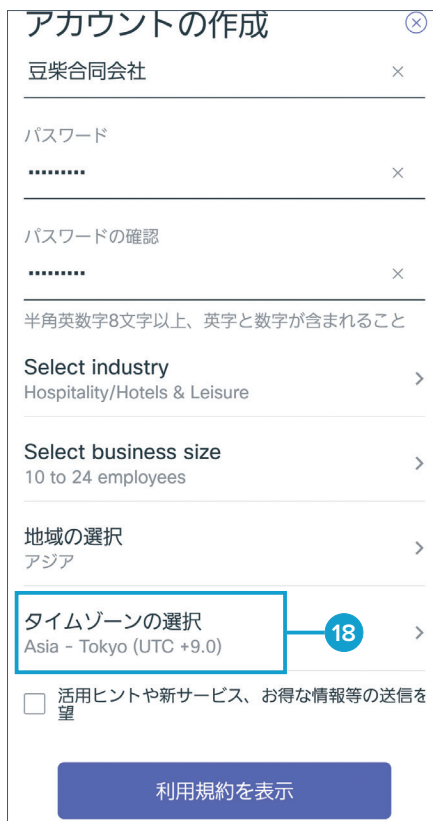 アカウントの作成
豆柴合同会社
パスワード
•••••••••
パスワードの確認
•••••••••
半角英数字8文字以上、英字と数字が含まれること
Select industry
Hospitality/Hotels & Leisure
Select business size
10 to 24 employees
地域の選択
アジア
タイムゾーンの選択
Asia - Tokyo (UTC +9.0)
18
活用ヒントや新サービス、お得な情報等の送信を
望
利用規約を表示